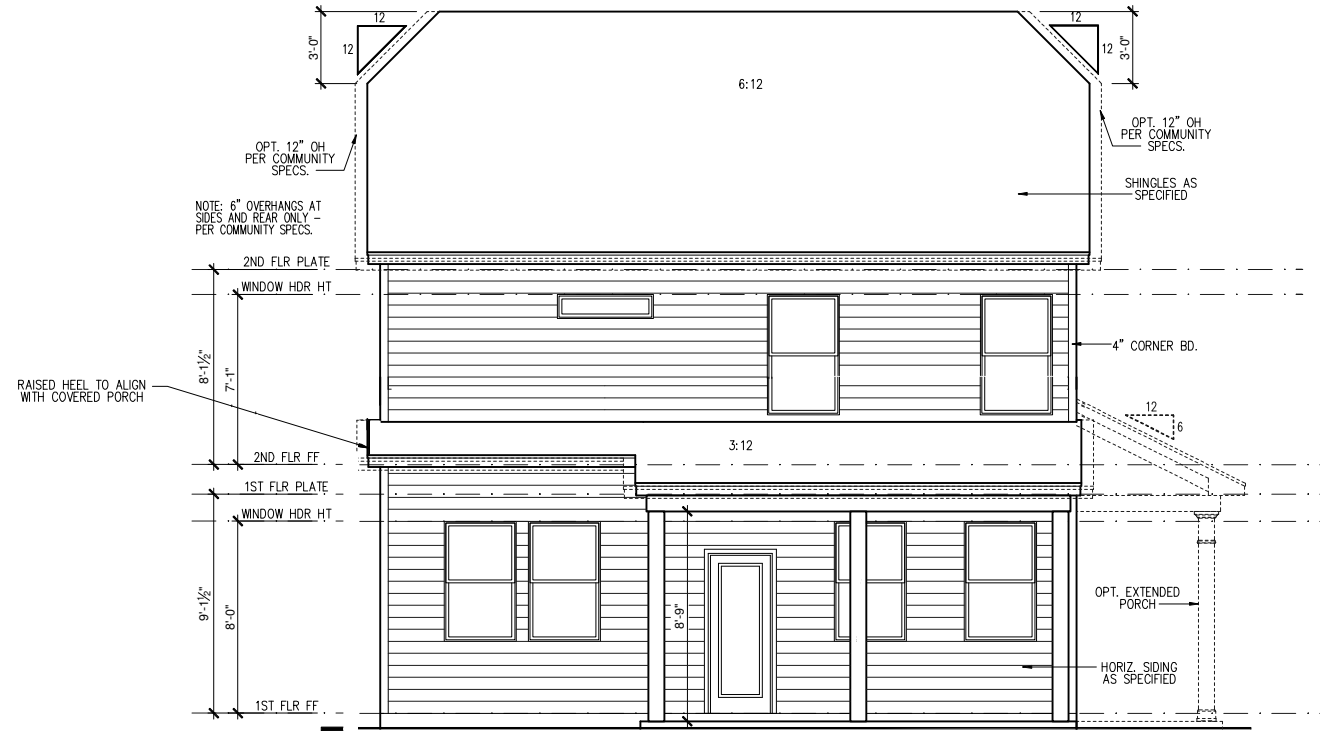 12
12
3'-0"
12
12
3'-0"
6:12
OPT. 12" OH
PER COMMUNITY
SPECS.
OPT. 12" OH
PER COMMUNITY
SPECS.
SHINGLES AS
SPECIFIED
NOTE: 6" OVERHANGS AT
SIDES AND REAR ONLY –
PER COMMUNITY SPECS.
2ND FLR PLATE
WINDOW HDR HT
8'-1½"
7'-1"
4" CORNER BD.
RAISED HEEL TO ALIGN
WITH COVERED PORCH
12
6
3:12
2ND FLR FF
1ST FLR PLATE
WINDOW HDR HT
9'-1½"
8'-0"
8'-9"
OPT. EXTENDED
PORCH
HORIZ. SIDING
AS SPECIFIED
1ST FLR FF